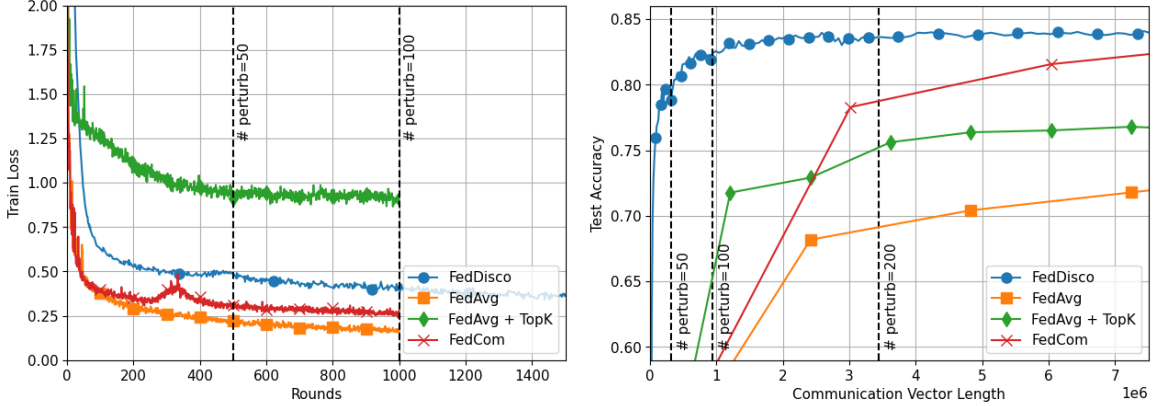 2.00
1.75
1.50
1.25
1.00
0.75
0.50
0.25
0.00
Train Loss
# perturb=50
# perturb=100
FedDisco
FedAvg
FedAvg + TopK
FedCom
0
200
400
600
800
1000
1200
1400
Rounds
0.85
0.80
0.75
0.70
0.65
0.60
Test Accuracy
# perturb=50
# perturb=100
# perturb=200
FedDisco
FedAvg
FedAvg + TopK
FedCom
0
1
2
3
4
5
6
7
1e6
Communication Vector Length